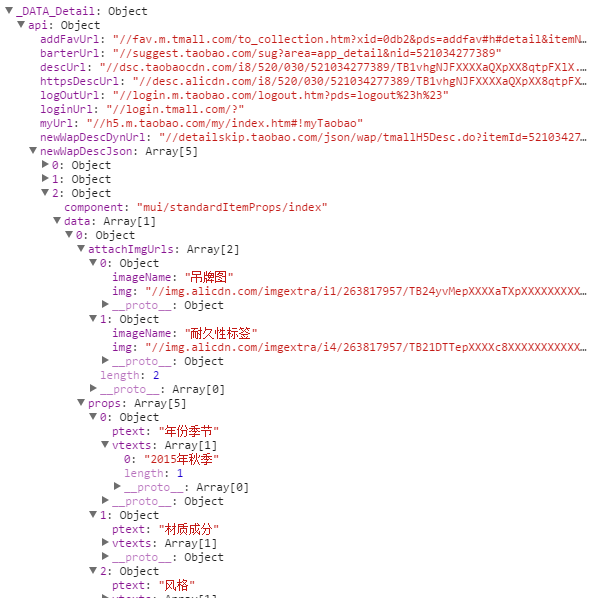 _DATA_Detail: Object
api: Object
addFavUrl: "//fav.m.tmall.com/to_collection.htm?xid=0db2&pds=addfav#h#detail&itemN…
barterUrl: "//suggest.taobao.com/sug?area=app_detail&nid=521034277389"
descUrl: "//dsc.taobaocdn.com/i8/520/030/521034277389/TB1vhgNJFXXXXaQXpXX8qtpFXlX.…
httpsDescUrl: "//desc.alicdn.com/i8/520/030/521034277389/TB1vhgNJFXXXXaQXpXX8qtpFX…
logOutUrl: "//login.m.taobao.com/logout.htm?pds=logout%23h%23"
loginUrl: "//login.tmall.com/?"
myUrl: "//h5.m.taobao.com/my/index.htm#!myTaobao"
newWapDescDynUrl: "//detailskip.taobao.com/json/wap/tmallH5Desc.do?itemId=52103427…
newWapDescJson: Array[5]
0: Object
1: Object
2: Object
component: "mui/standardItemProps/index"
data: Array[1]
0: Object
attachImgUrls: Array[2]
0: Object
imageName: "吊牌图"
img: "//img.alicdn.com/imgextra/i1/263817957/TB24yvMepXXXXaTXpXXXXXXXXX…
__proto__: Object
1: Object
imageName: "耐久性标签"
img: "//img.alicdn.com/imgextra/i4/263817957/TB21DTTepXXXXc8XXXXXXXXXXX…
__proto__: Object
length: 2
__proto__: Array[0]
props: Array[5]
0: Object
ptext: "年份季节"
vtexts: Array[1]
0: "2015年秋季"
length: 1
__proto__: Array[0]
__proto__: Object
1: Object
ptext: "材质成分"
vtexts: Array[1]
__proto__: Object
2: Object
ptext: "风格"
vtexts: Array[1]